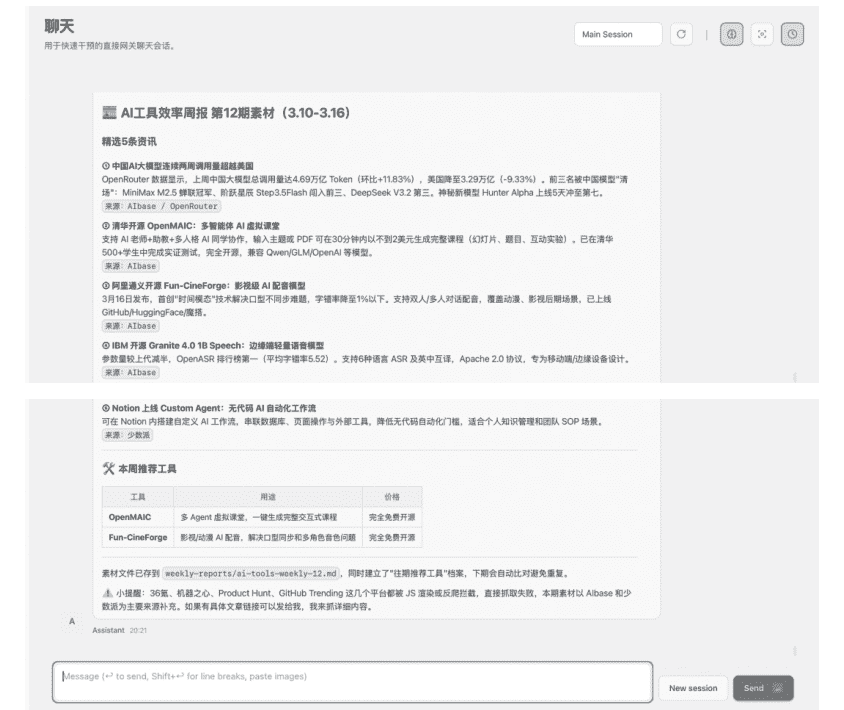 聊天
用于快速干预的直接网关聊天会话。
Main Session
AI工具效率周报 第12期素材（3.10-3.16）
精选5条资讯
① 中国AI大模型连续两周调用量超越美国
OpenRouter 数据显示，上周中国大模型总调用量达4.69万亿 Token（环比+11.83%），美国降至3.29万亿（-9.33%）。前三名被中国模型"清
场"：MiniMax M2.5 蝉联冠军、阶跃星辰 Step3.5Flash 闯入前三、DeepSeek V3.2 第三。神秘新模型 Hunter Alpha 上线5天冲至第七。
来源：AIbase / OpenRouter
② 清华开源 OpenMAIC：多智能体 AI 虚拟课堂
支持 AI 老师+助教+多人格 AI 同学协作，输入主题或 PDF 可在30分钟内以不到2美元生成完整课程（幻灯片、题目、互动实验）。已在清华
500+学生中完成实证测试，完全开源，兼容 Qwen/GLM/OpenAI 等模型。
来源：AIbase
③ 阿里通义开源 Fun-CineForge：影视级 AI 配音模型
3月16日发布，首创"时间模态"技术解决口型不同步难题，字错率降至1%以下。支持双人/多人对话配音，覆盖动漫、影视后期场景，已上线
GitHub/HuggingFace/魔搭。
来源：AIbase
④ IBM 开源 Granite 4.0 1B Speech：边缘端轻量语音模型
参数量较上代减半，OpenASR 排行榜第一（平均字错率5.52）。支持6种语言 ASR 及英中互译，Apache 2.0 协议，专为移动端/边缘设备设计。
来源：AIbase
⑤ Notion 上线 Custom Agent：无代码 AI 自动化工作流
可在 Notion 内搭建自定义 AI 工作流，串联数据库、页面操作与外部工具，降低无代码自动化门槛，适合个人知识管理和团队 SOP 场景。
来源：少数派
🛠 本周推荐工具
工具 用途 价格
OpenMAIC 多 Agent 虚拟课堂，一键生成完整交互式课程 完全免费开源
Fun-CineForge 影视/动漫 AI 配音，解决口型同步和多角色音色问题 完全免费开源
素材文件已存到 weekly-reports/ai-tools-weekly-12.md，同时建立了"往期推荐工具"档案，下期会自动比对避免重复。
⚠️ 小提醒：36氪、机器之心、Product Hunt、GitHub Trending 这几个平台都被 JS 渲染或反爬拦截，直接抓取失败，本期素材以 AIbase 和少
数派为主要来源补充。如果有具体文章链接可以发给我，我来抓详细内容。
A
Assistant 20:21
Message (↩ to send, Shift+↩ for line breaks, paste images)
New session
Send